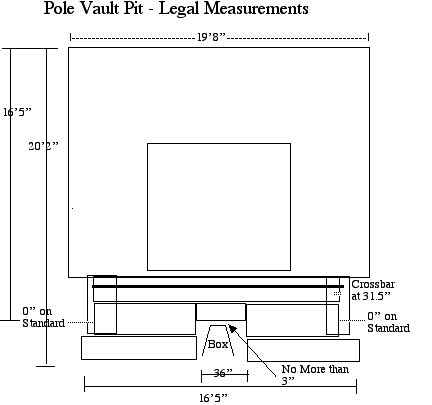 Pole Vault Pit - Legal Measurements
19'8"
16'5"
20'2"
Crossbar
at 31.5"
0" on
Standard
0" on
Standard
Box
No More than
3"
36"
16'5"